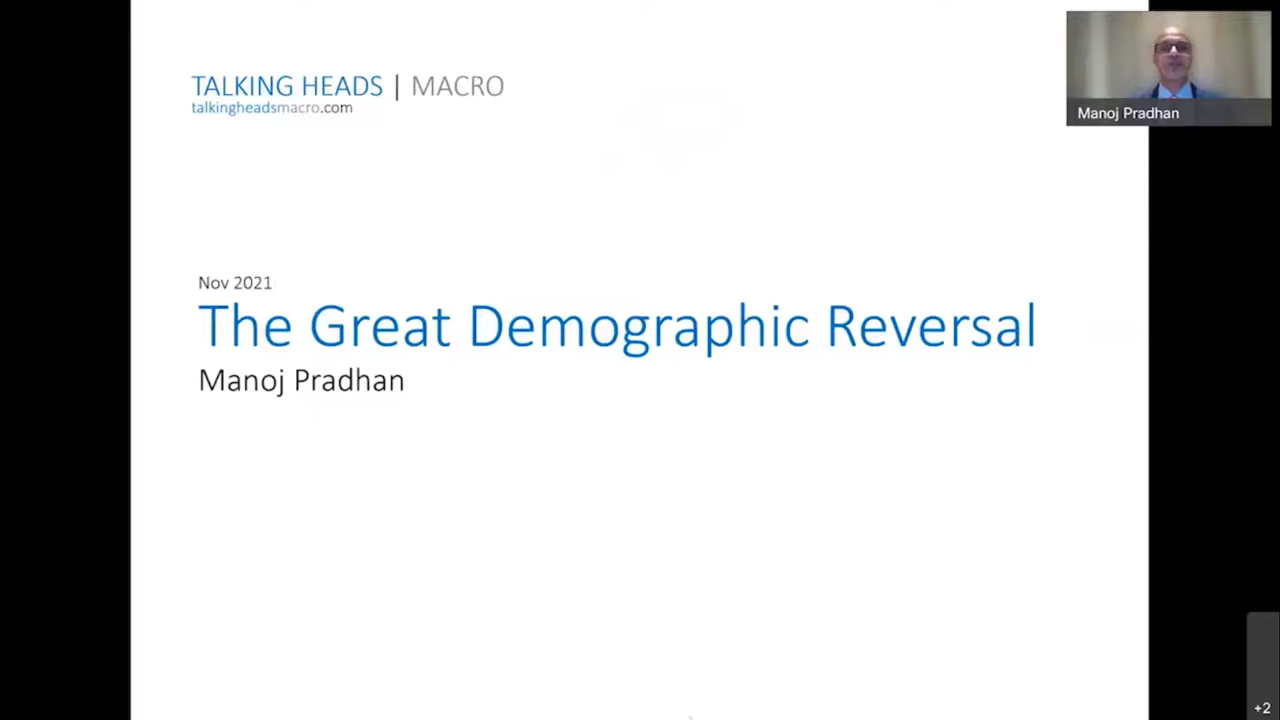 TALKING HEADS | MACRO
talkingheadsmacro.com
Manoj Pradhan
Nov 2021
The Great Demographic Reversal
Manoj Pradhan
+2